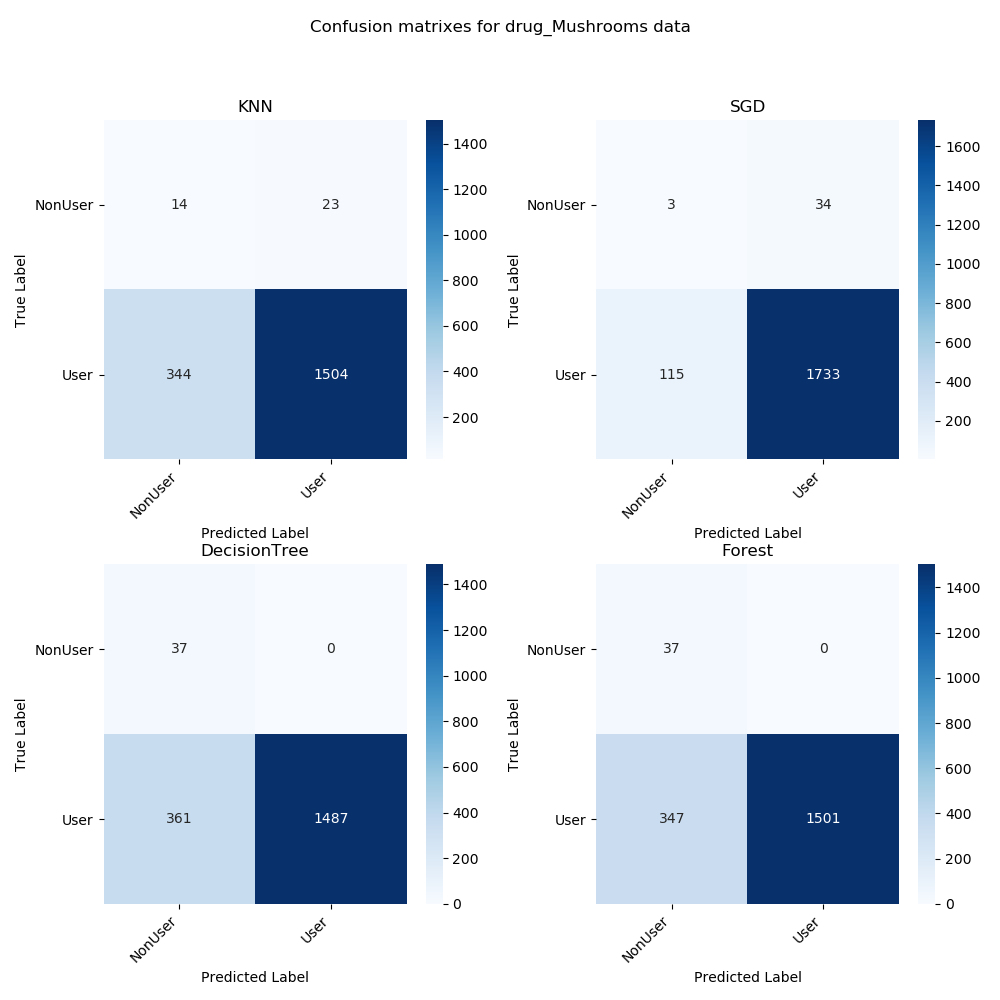 Confusion matrixes for drug_Mushrooms data
KNN
NonUser
User
True Label
14
23
344
1504
NonUser
User
Predicted Label
1400
1200
1000
800
600
400
200
SGD
NonUser
User
True Label
3
34
115
1733
NonUser
User
Predicted Label
1600
1400
1200
1000
800
600
400
200
DecisionTree
NonUser
User
True Label
37
0
361
1487
NonUser
User
Predicted Label
1400
1200
1000
800
600
400
200
0
Forest
NonUser
User
True Label
37
0
347
1501
NonUser
User
Predicted Label
1400
1200
1000
800
600
400
200
0